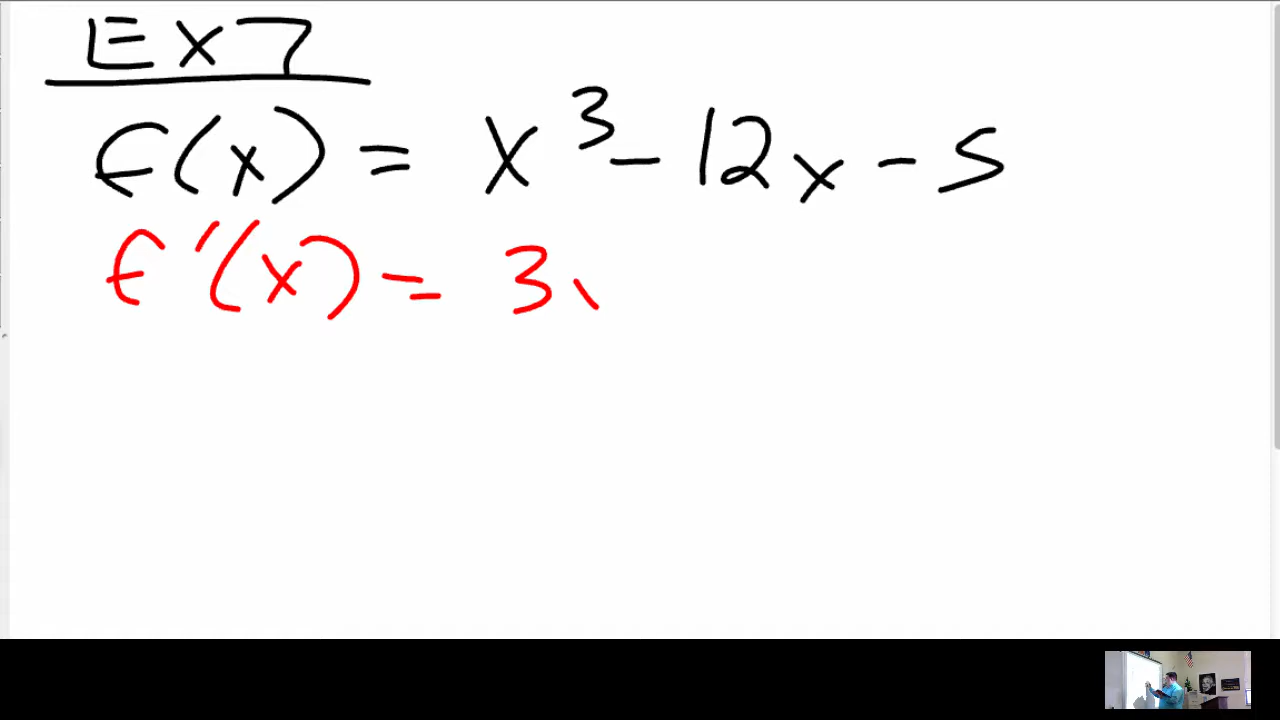 Ex 7
f(x) = x³ - 12x - 5
f'(x) = 3